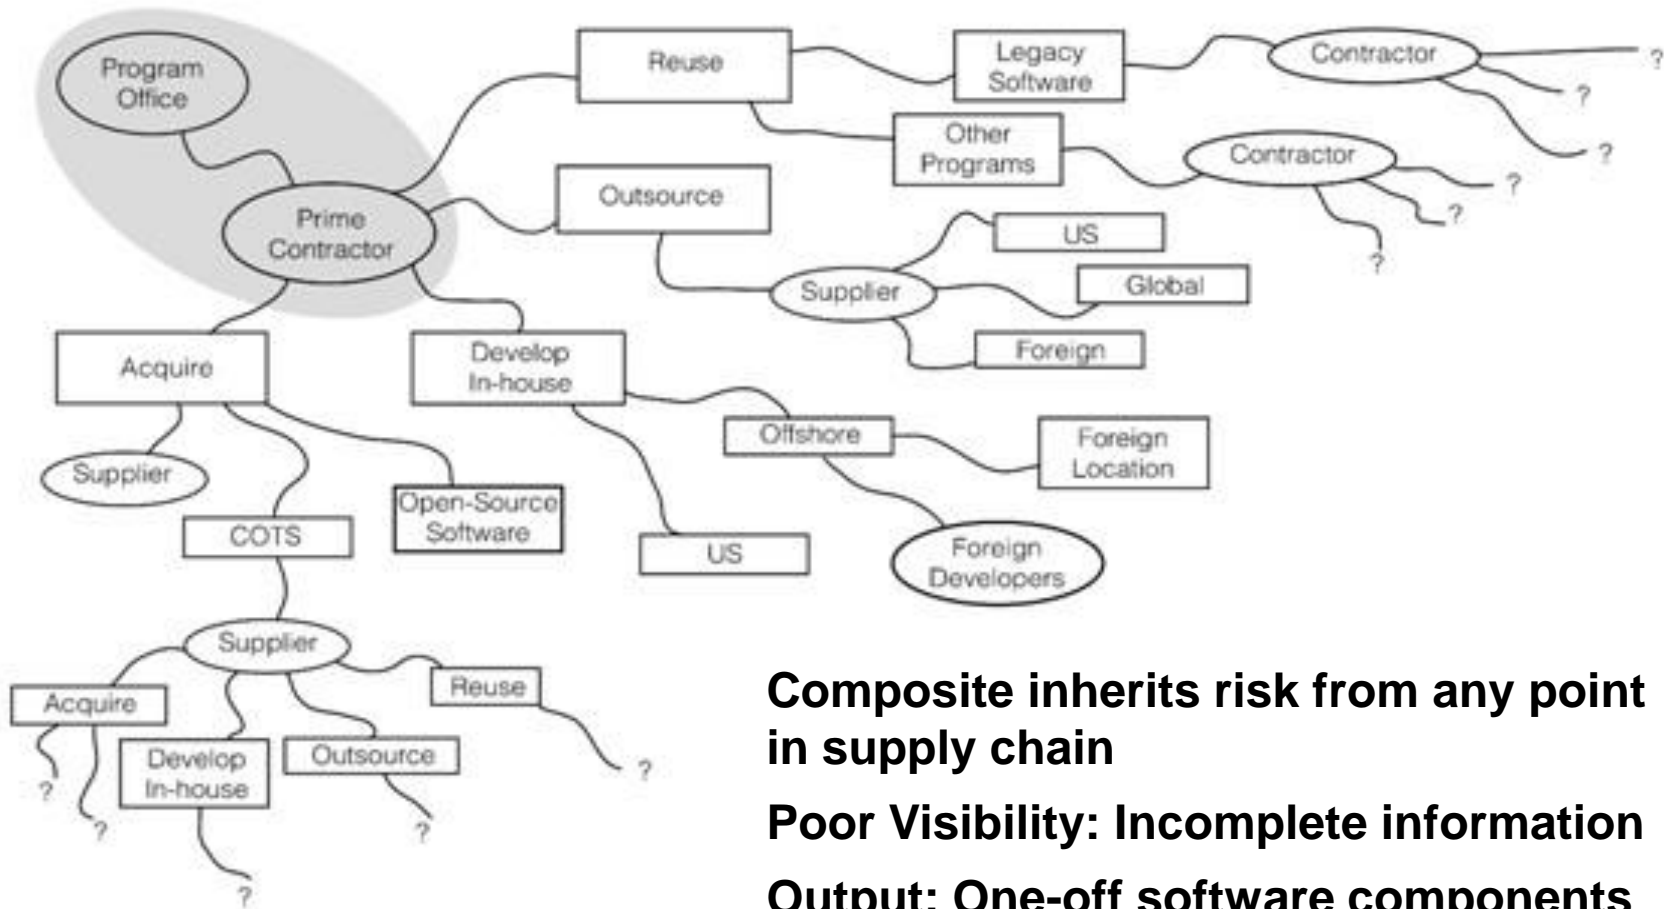 Program
Office
Prime
Contractor
Reuse
Legacy
Software
Contractor
?
?
?
Other
Programs
Contractor
?
?
?
Outsource
Supplier
US
Global
Foreign
Acquire
Supplier
COTS
Open-Source
Software
Develop
In-house
Offshore
Foreign
Location
US
Foreign
Developers
Supplier
Acquire
?
?
Develop
In-house
?
Outsource
?
Reuse
?
Composite inherits risk from any point
in supply chain
Poor Visibility: Incomplete information
Output: One-off software components